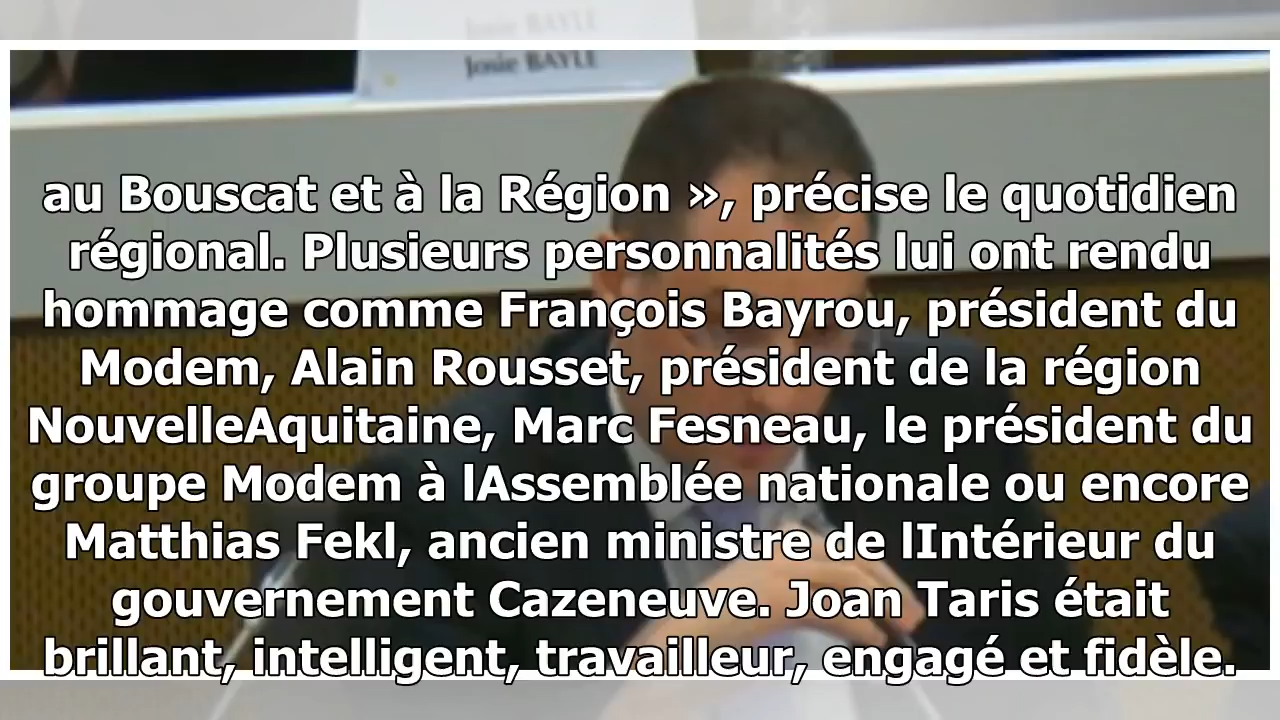 Josie BAYLE
Josie BAYLE
au Bouscat et à la Région », précise le quotidien
régional. Plusieurs personnalités lui ont rendu
hommage comme François Bayrou, président du
Modem, Alain Rousset, président de la région
NouvelleAquitaine, Marc Fesneau, le président du
groupe Modem à lAssemblée nationale ou encore
Matthias Fekl, ancien ministre de lIntérieur du
gouvernement Cazeneuve. Joan Taris était
brillant, intelligent, travailleur, engagé et fidèle.